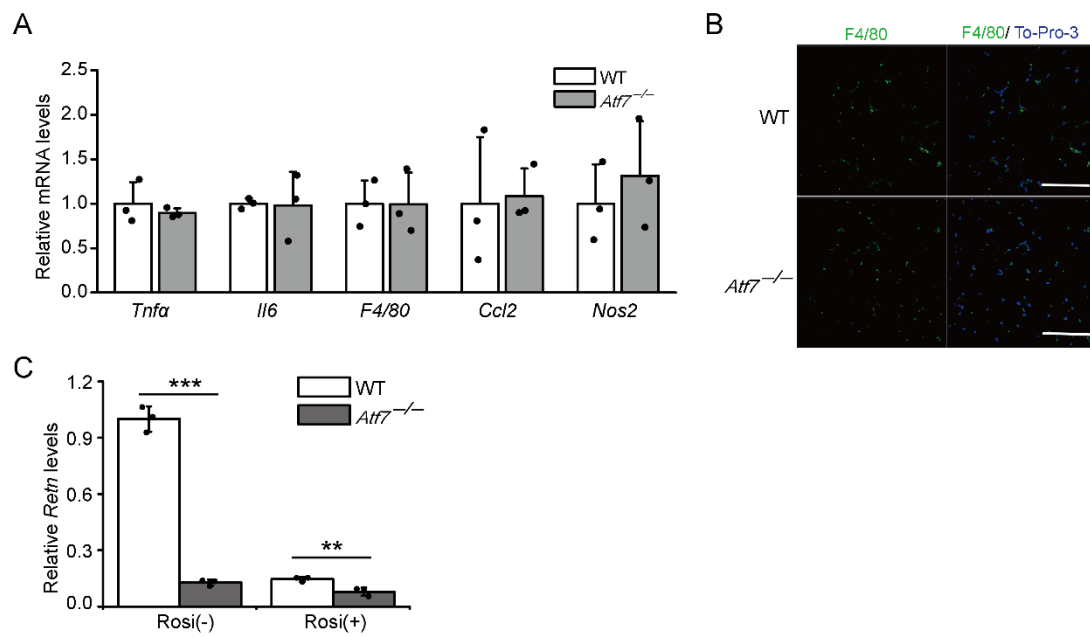 A
Relative mRNA levels
2.5
2.0
1.5
1.0
0.5
0.0
WT
Atf7–/–
Tnfα Il6 F4/80 Ccl2 Nos2
B
F4/80 F4/80/ To-Pro-3
WT
Atf7–/–
C
Relative Retn levels
1.2
0.9
0.6
0.3
0.0
***
**
WT
Atf7–/–
Rosi(-) Rosi(+)